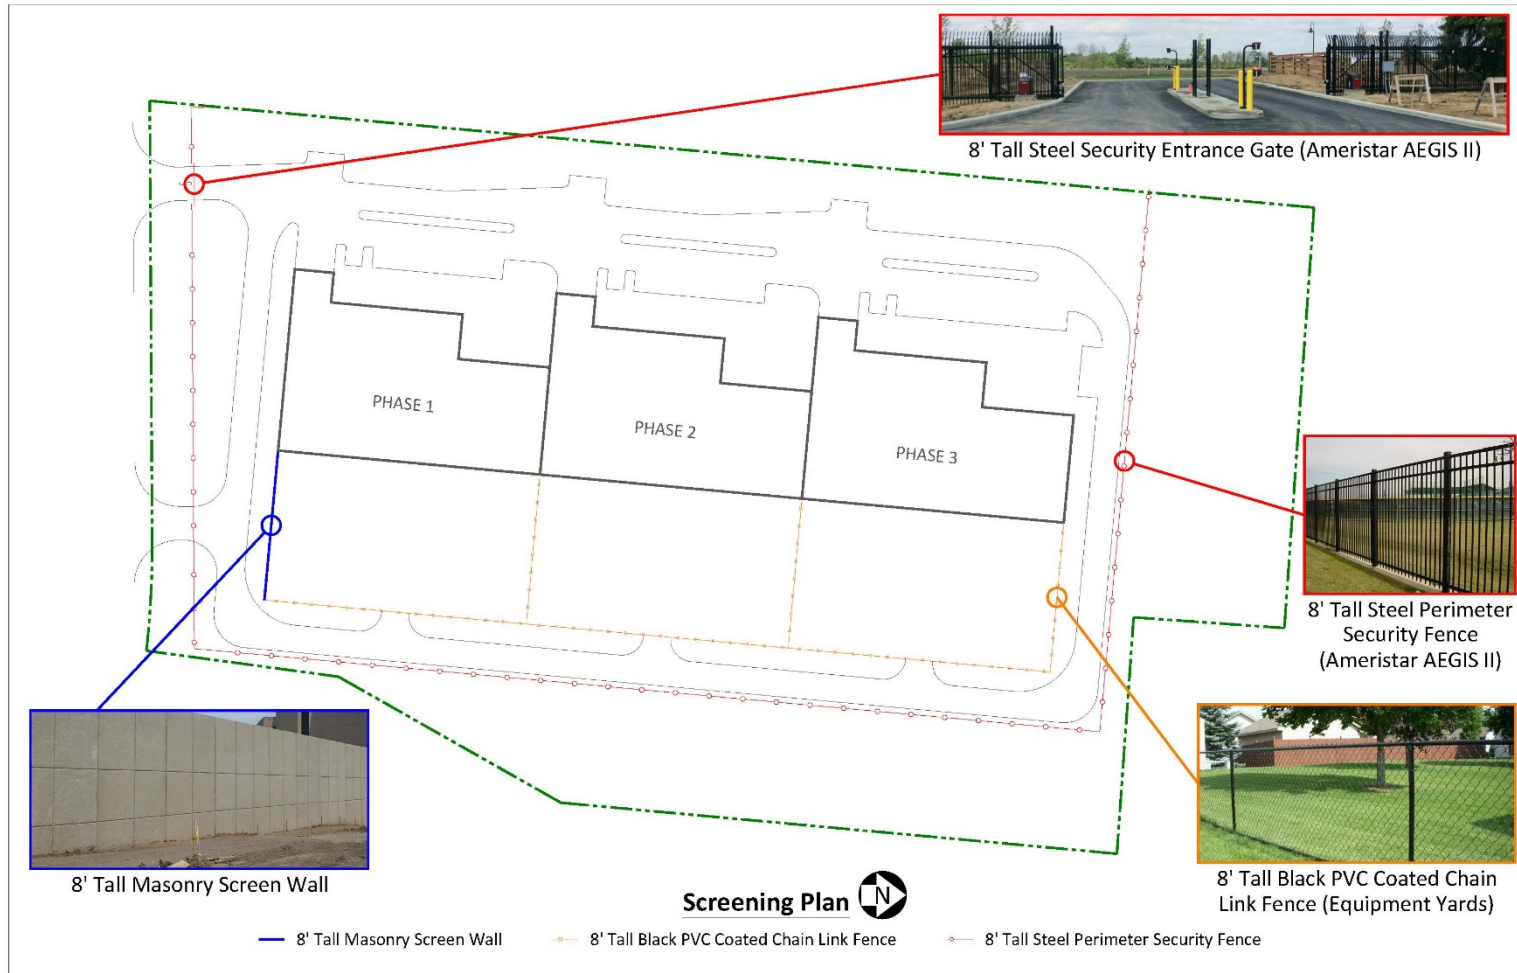 8' Tall Steel Security Entrance Gate (Ameristar AEGIS II)
PHASE 1
PHASE 2
PHASE 3
8' Tall Steel Perimeter
Security Fence
(Ameristar AEGIS II)
8' Tall Masonry Screen Wall
8' Tall Black PVC Coated Chain
Link Fence (Equipment Yards)
Screening Plan
N
8' Tall Masonry Screen Wall
8' Tall Black PVC Coated Chain Link Fence
8' Tall Steel Perimeter Security Fence